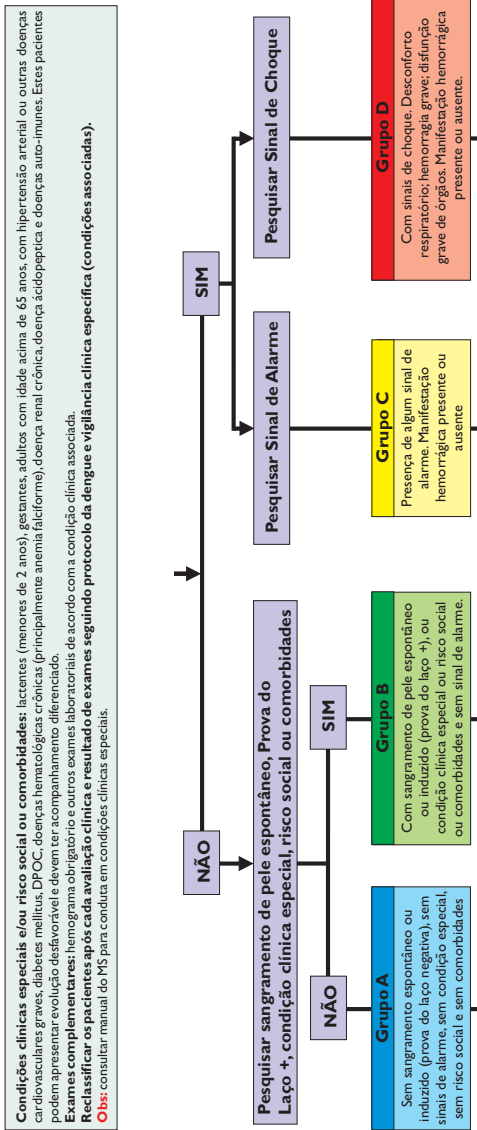 Condições clínicas especiais e/ou risco social ou comorbidades: lactentes (menores de 2 anos), gestantes, adultos com idade acima de 65 anos, com hipertensão arterial ou outras doenças
cardiovasculares graves, diabetes mellitus, DPOC, doenças hematológicas crônicas (principalmente anemia falciforme), doença renal crônica, doença ácidopeptica e doenças auto-imunes. Estes pacientes
podem apresentar evolução desfavorável e devem ter acompanhamento diferenciado.
Exames complementares: hemograma obrigatório e outros exames laboratoriais de acordo com a condição clínica associada.
Reclassificar os pacientes após cada avaliação clínica e resultado de exames seguindo protocolo da dengue e vigilância clínica específica (condições associadas).
Obs: consultar manual do MS para conduta em condições clínicas especiais.
NÃO
SIM
Pesquisar sangramento de pele espontâneo, Prova do
Laço +, condição clínica especial, risco social ou comorbidades
Pesquisar Sinal de Alarme
Pesquisar Sinal de Choque
NÃO
SIM
Grupo A
Sem sangramento espontâneo ou
induzido (prova do laço negativa), sem
sinais de alarme, sem condição especial,
sem risco social e sem comorbidades
Grupo B
Com sangramento de pele espontâneo
ou induzido (prova do laço +), ou
condição clínica especial ou risco social
ou comorbidades e sem sinal de alarme.
Grupo C
Presença de algum sinal de
alarme. Manifestação
hemorrágica presente ou
ausente
Grupo D
Com sinais de choque. Desconforto
respiratório; hemorragia grave; disfunção
grave de órgãos. Manifestação hemorrágica
presente ou ausente.